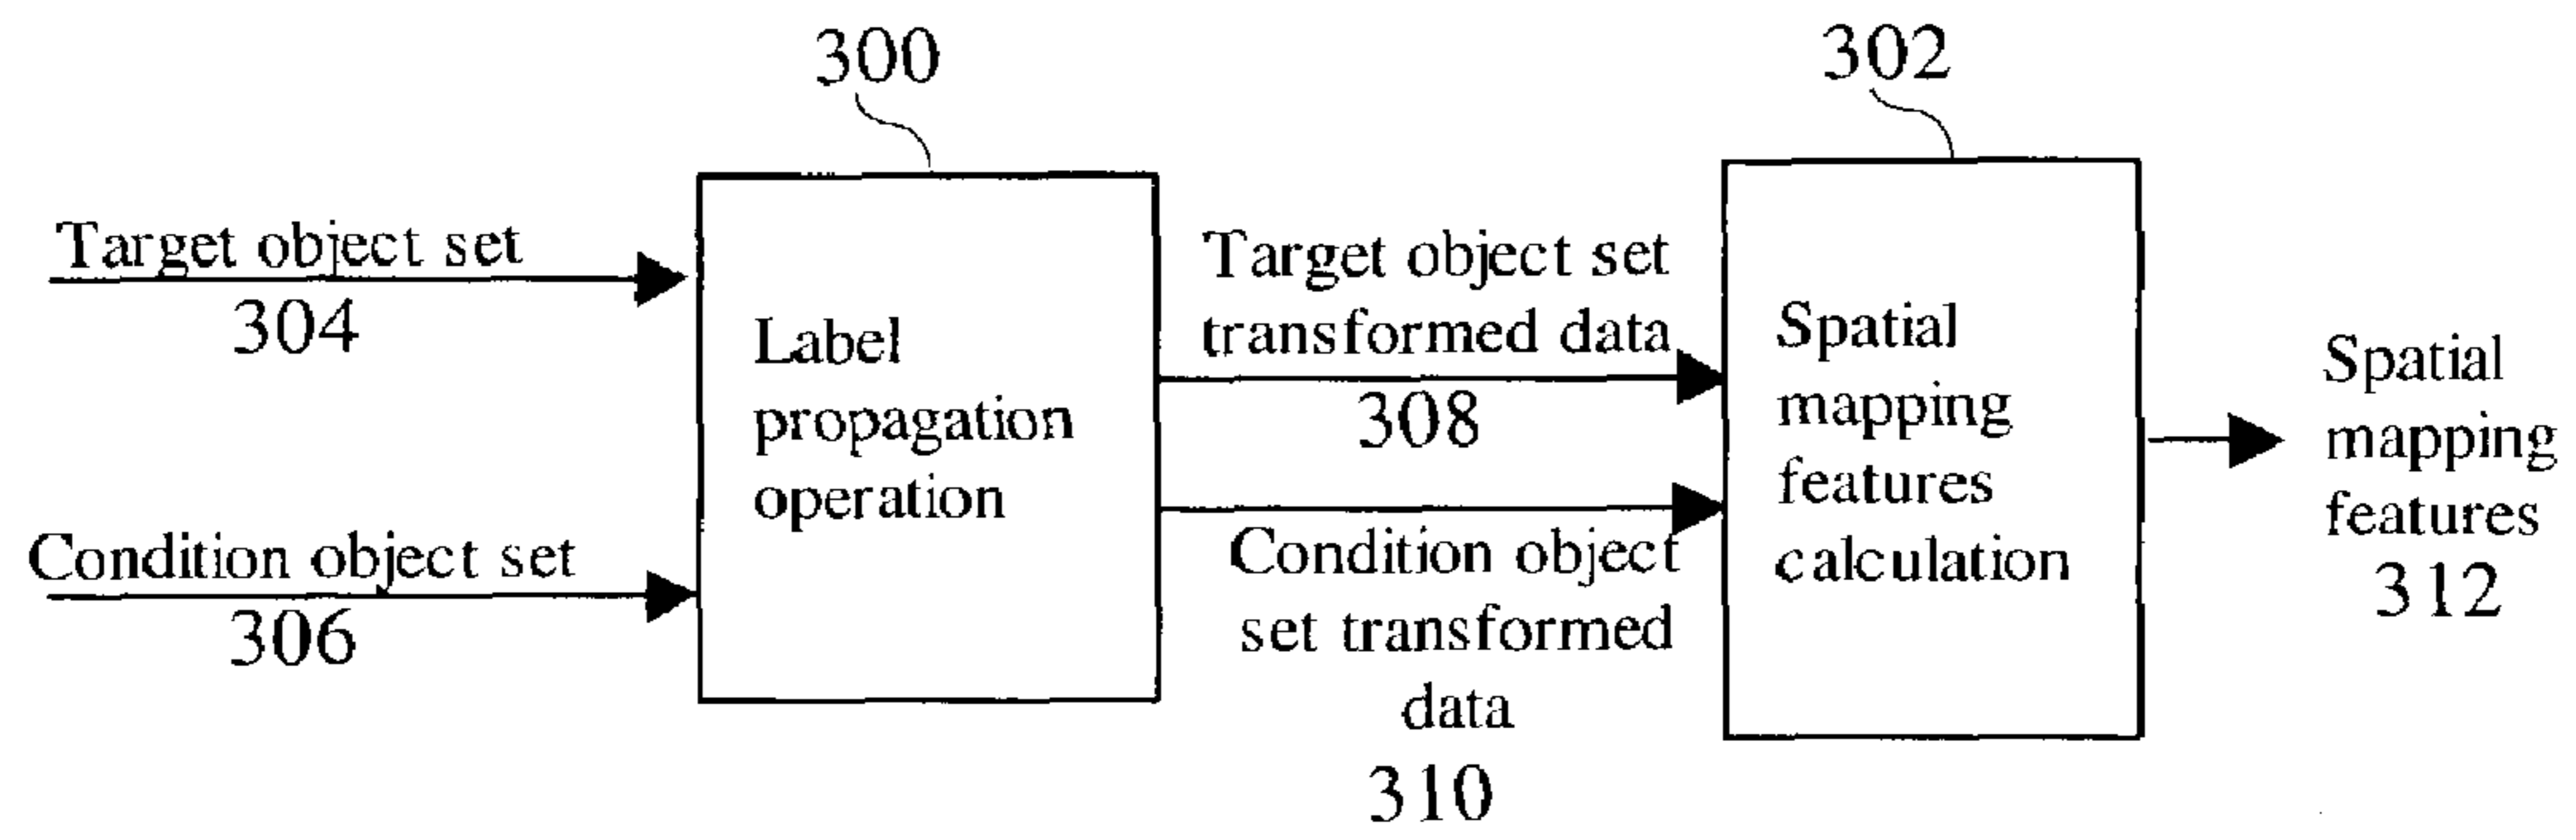 300
302
Target object set
304
Condition object set
306
Label
propagation
operation
Target object set
transformed data
308
Condition object
set transformed
data
310
Spatial
mapping
features
calculation
Spatial
mapping
features
312